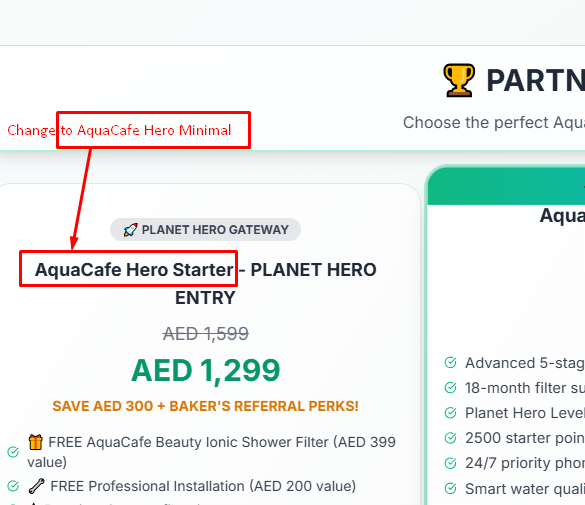 🏆 PARTN
Choose the perfect Aqua
Change to AquaCafe Hero Minimal
🚀 PLANET HERO GATEWAY
AquaCafe Hero Starter - PLANET HERO
ENTRY
AED 1,599
AED 1,299
SAVE AED 300 + BAKER'S REFERRAL PERKS!
🎁 FREE AquaCafe Beauty Ionic Shower Filter (AED 399
value)
🔧 FREE Professional Installation (AED 200 value)
Aqua
Advanced 5-stag
18-month filter su
Planet Hero Level
2500 starter poin
24/7 priority phon
Smart water quali